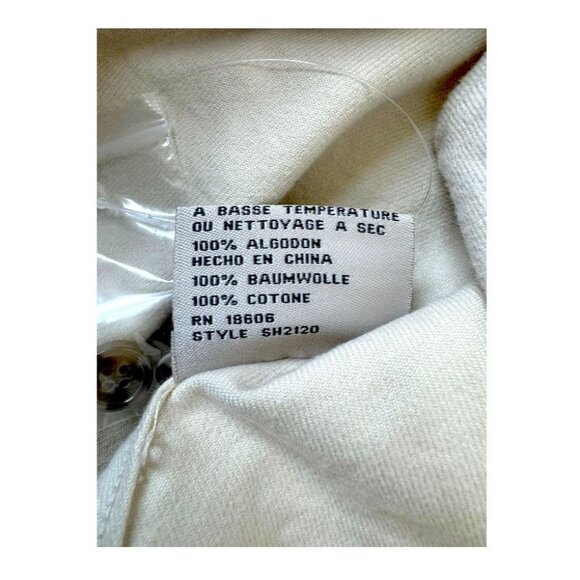 A BASSE TEMPERATURE
OU NETTOYAGE A SEC
100% ALGODON
HECHO EN CHINA
100% BAUMWOLLE
100% COTONE
RN 18606
STYLE SH2120